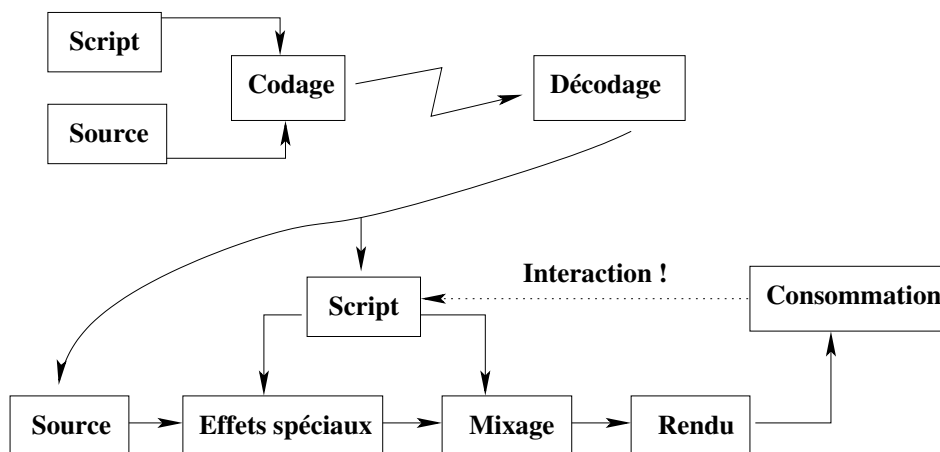 Script
Codage
Décodage
Source
Interaction !
Consommation
Script
Source
Effets spéciaux
Mixage
Rendu